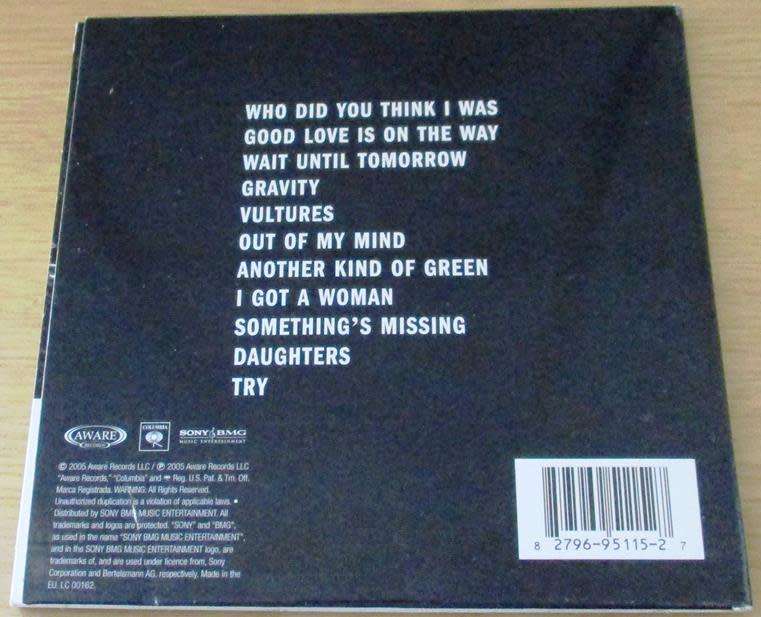 WHO DID YOU THINK I WAS
GOOD LOVE IS ON THE WAY
WAIT UNTIL TOMORROW
GRAVITY
VULTURES
OUT OF MY MIND
ANOTHER KIND OF GREEN
I GOT A WOMAN
SOMETHING'S MISSING
DAUGHTERS
TRY
AWARE
RECORDS
COLUMBIA
SONY BMG
MUSIC ENTERTAINMENT
© 2005 Aware Records LLC / ℗ 2005 Aware Records LLC
"Aware Records," "Columbia" and Reg. U.S. Pat. & Tm. Off.
Marca Registrada. WARNING: All Rights Reserved.
Unauthorized duplication is a violation of applicable laws. •
Distributed by SONY BMG MUSIC ENTERTAINMENT. All
trademarks and logos are protected. "SONY" and "BMG",
as used in the name "SONY BMG MUSIC ENTERTAINMENT",
and in the SONY BMG MUSIC ENTERTAINMENT logo, are
trademarks of, and are used under licence from, Sony
Corporation and Bertelsmann AG, respectively. Made in the
EU. LC 00162.
8 2796-95115-2 7